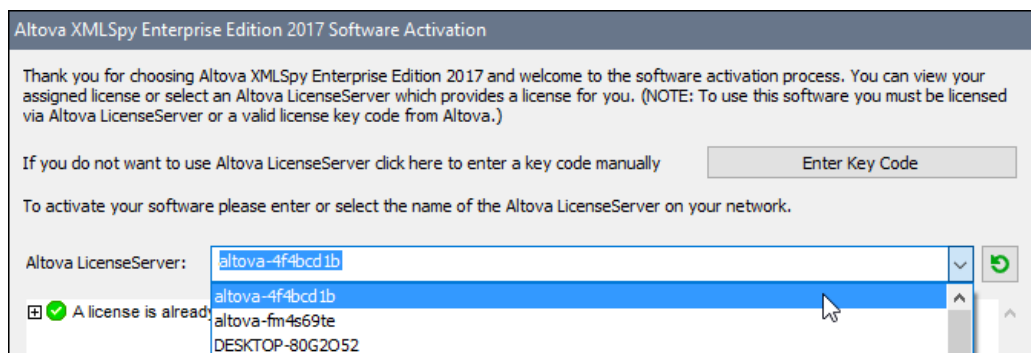 Altova XMLSpy Enterprise Edition 2017 Software Activation
Thank you for choosing Altova XMLSpy Enterprise Edition 2017 and welcome to the software activation process. You can view your
assigned license or select an Altova LicenseServer which provides a license for you. (NOTE: To use this software you must be licensed
via Altova LicenseServer or a valid license key code from Altova.)
If you do not want to use Altova LicenseServer click here to enter a key code manually
Enter Key Code
To activate your software please enter or select the name of the Altova LicenseServer on your network.
Altova LicenseServer:
altova-4f4bcd1b
altova-4f4bcd1b
A license is
altova-fm4s69te
DESKTOP-80G2O52